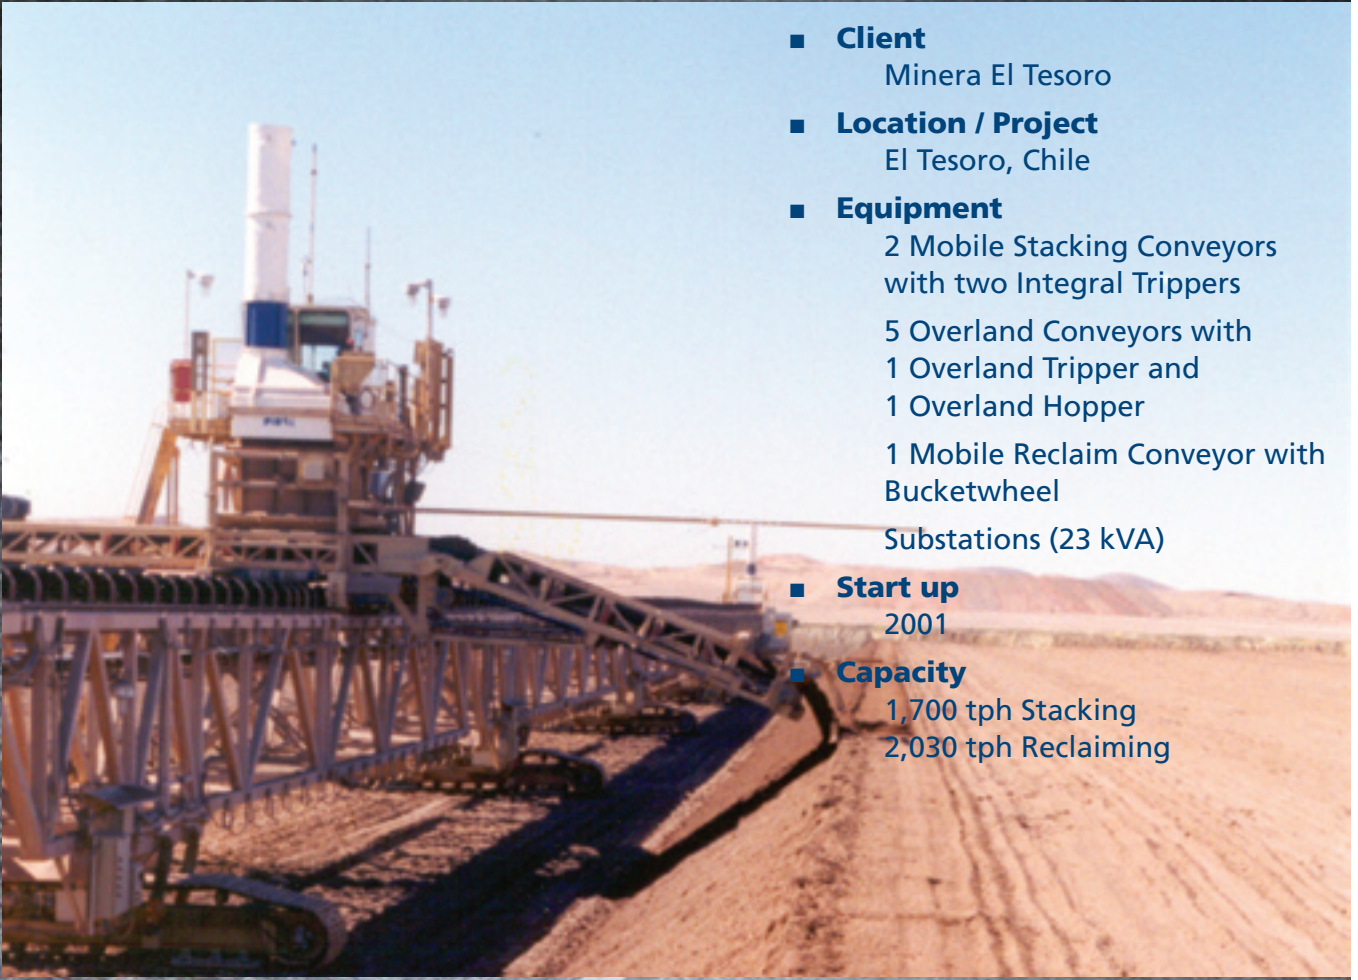 ■ Client
Minera El Tesoro
■ Location / Project
El Tesoro, Chile
■ Equipment
2 Mobile Stacking Conveyors
with two Integral Trippers
5 Overland Conveyors with
1 Overland Tripper and
1 Overland Hopper
1 Mobile Reclaim Conveyor with
Bucketwheel
Substations (23 kVA)
■ Start up
2001
■ Capacity
1,700 tph Stacking
2,030 tph Reclaiming